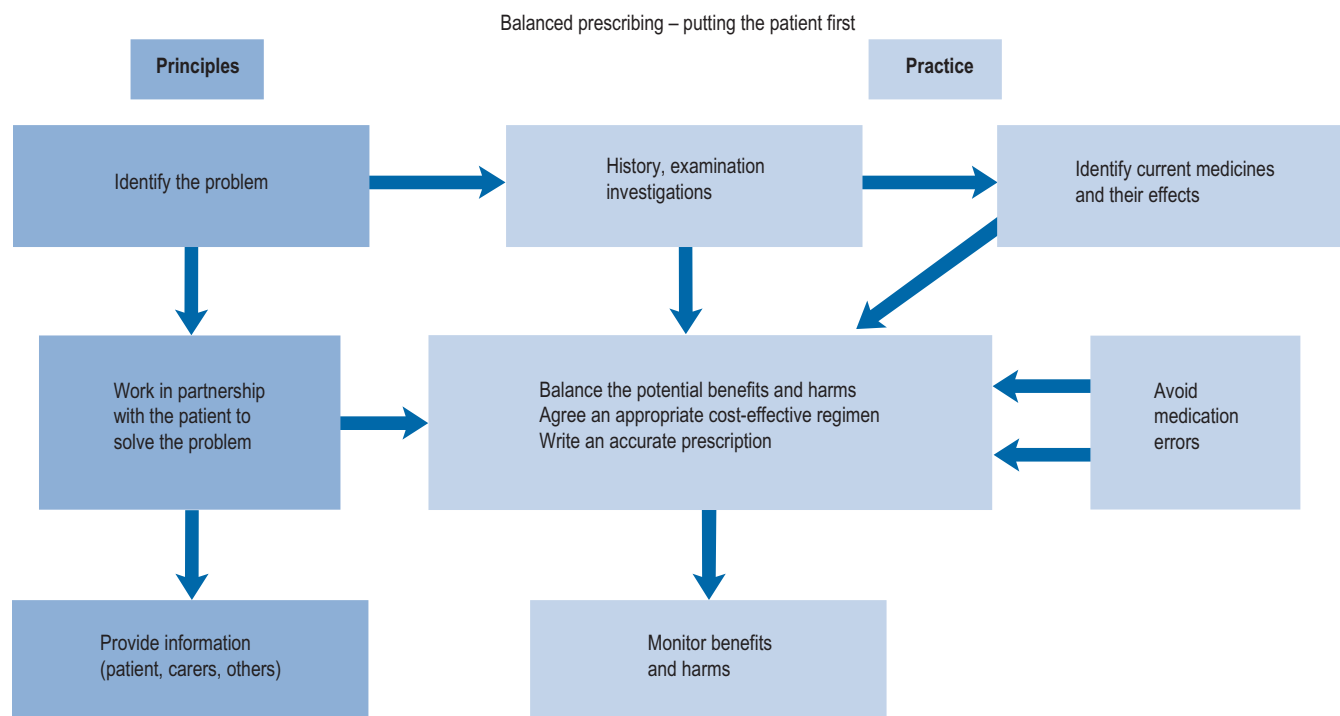 Balanced prescribing – putting the patient first
Principles
Practice
Identify the problem
History, examination
investigations
Identify current medicines
and their effects
Work in partnership
with the patient to
solve the problem
Balance the potential benefits and harms
Agree an appropriate cost-effective regimen
Write an accurate prescription
Avoid
medication
errors
Provide information
(patient, carers, others)
Monitor benefits
and harms